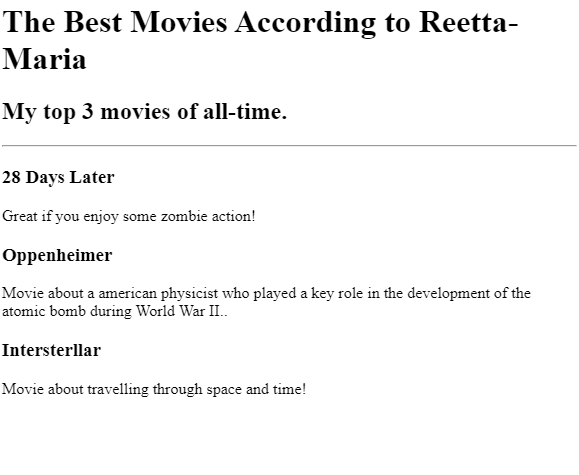 The Best Movies According to Reetta-
Maria
My top 3 movies of all-time.
28 Days Later
Great if you enjoy some zombie action!
Oppenheimer
Movie about a american physicist who played a key role in the development of the
atomic bomb during World War II..
Intersterllar
Movie about travelling through space and time!